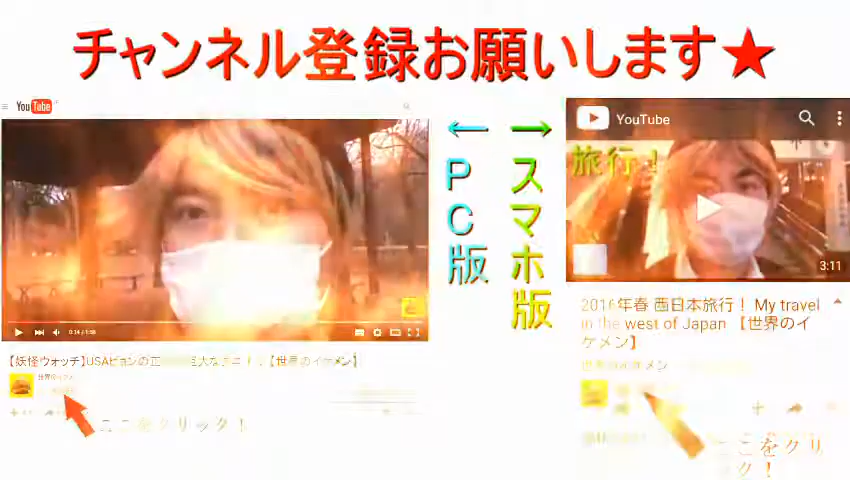 チャンネル登録お願いします★
YouTube
←PC版
→スマホ版
YouTube
旅行！
3:11
2016年春 西日本旅行！ My travel
in the west of Japan 【世界のイ
ケメン】
【妖怪ウォッチ】USAピョンの
【世界のイケメン】
ここをクリック！
ここをクリッ
ク！